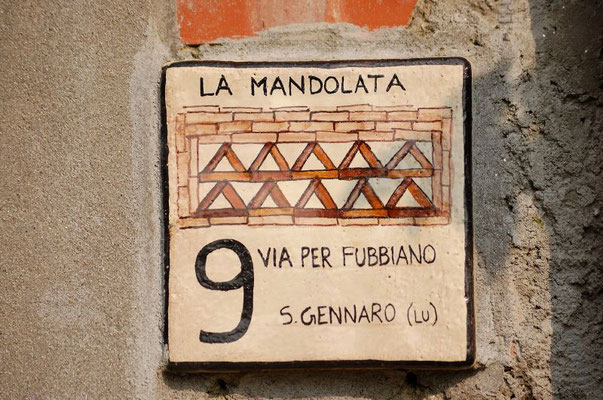 LA MANDOLATA
9 VIA PER FUBBIANO
S. GENNARO (LU)